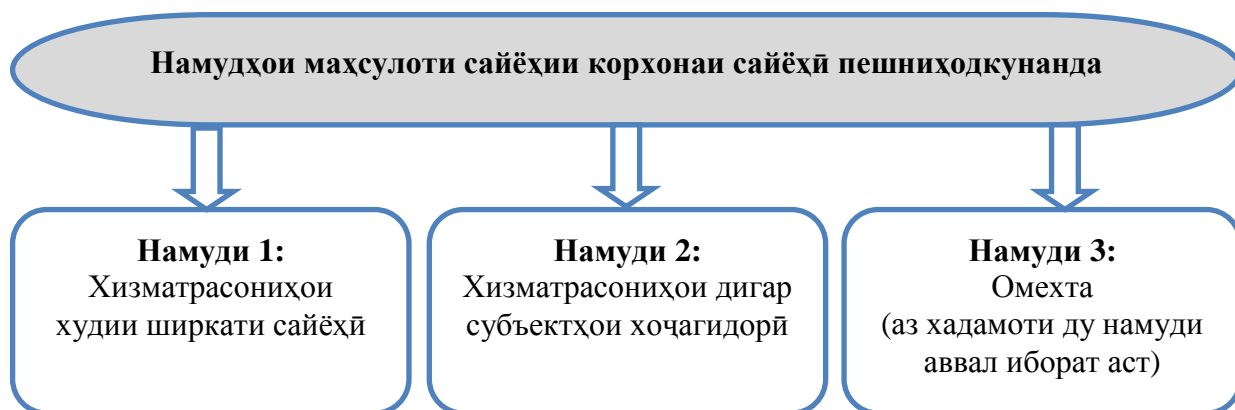 Намудҳои маҳсулоти сайёҳии корхонаи сайёҳӣ пешниҳодкунанда
Намуди 1:
Хизматрасониҳои
худии ширкати сайёҳӣ
Намуди 2:
Хизматрасониҳои дигар
субъектҳои хоҷагидорӣ
Намуди 3:
Омехта
(аз хадамоти ду намуди
аввал иборат аст)